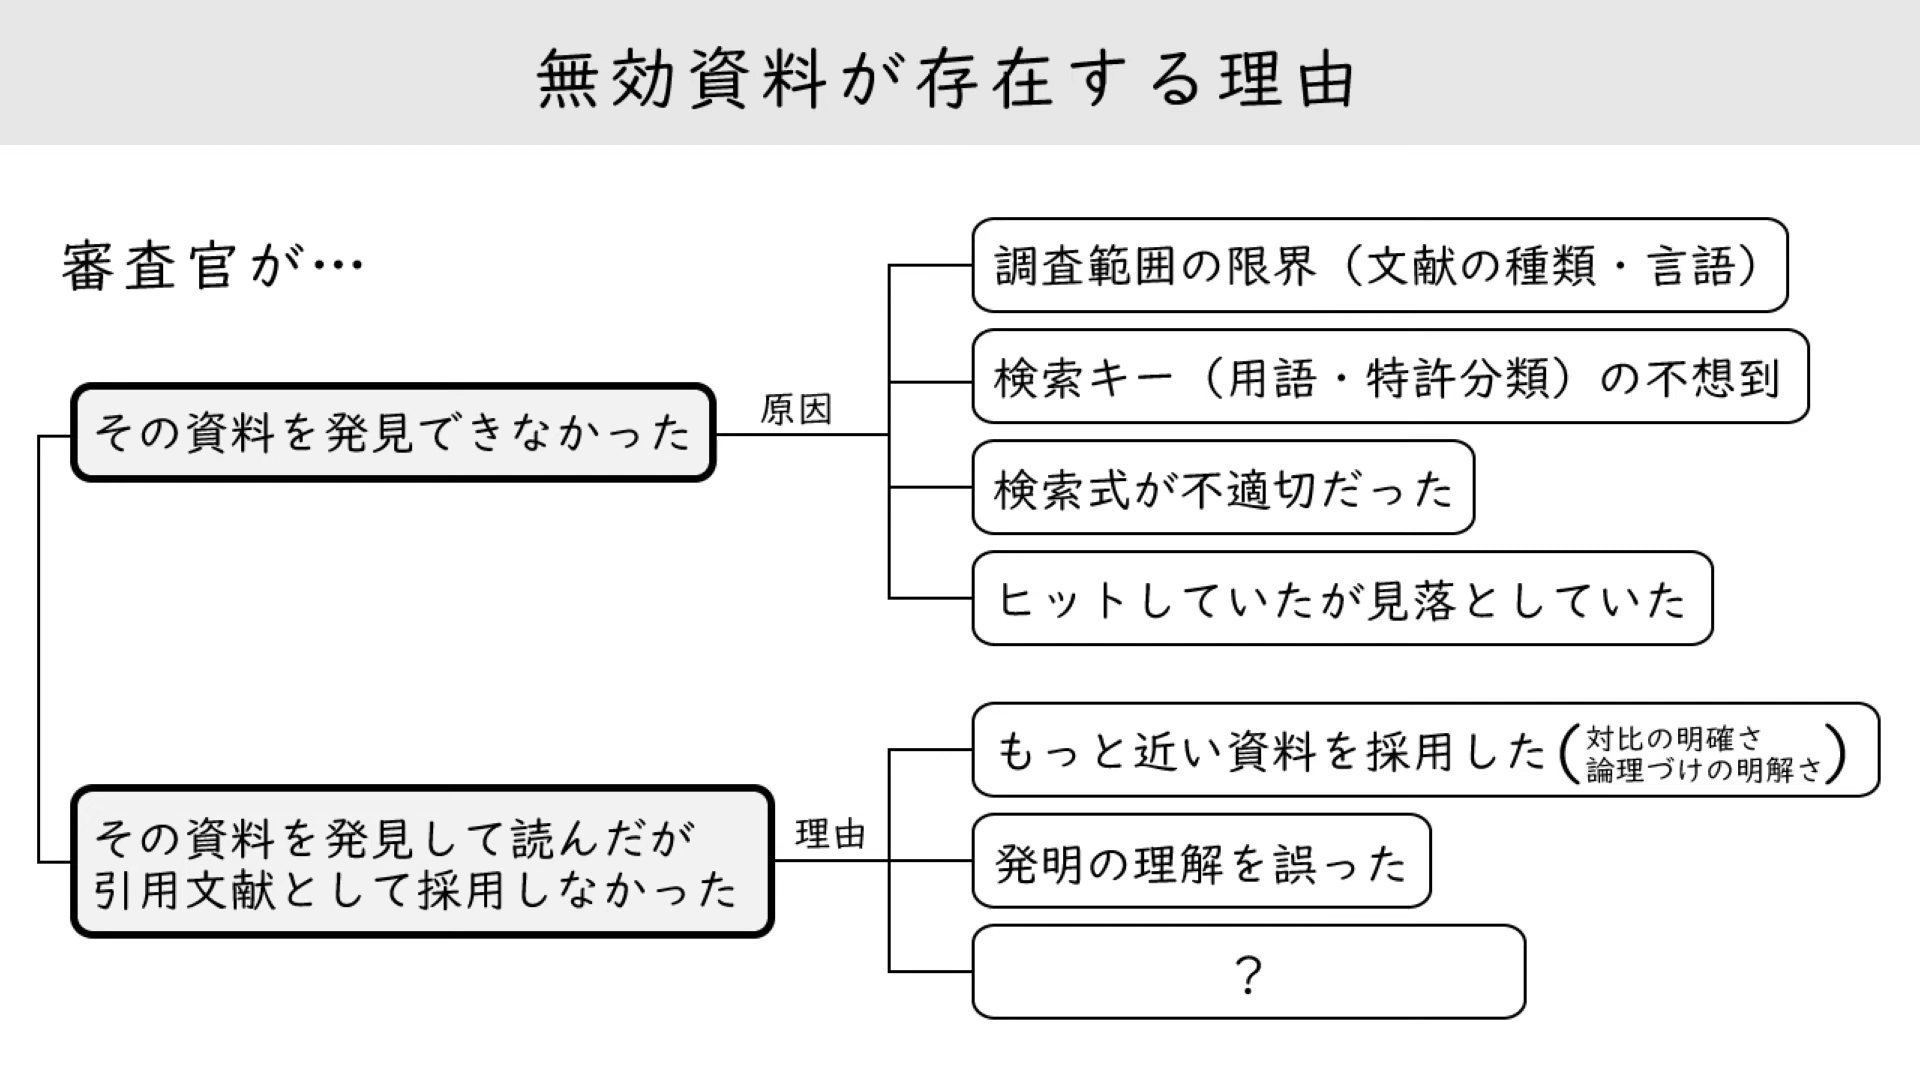 無効資料が存在する理由
審査官が…
その資料を発見できなかった
原因
調査範囲の限界（文献の種類・言語）
検索キー（用語・特許分類）の不想到
検索式が不適切だった
ヒットしていたが見落としていた
その資料を発見して読んだが
引用文献として採用しなかった
理由
もっと近い資料を採用した（対比の明確さ
論理づけの明解さ）
発明の理解を誤った
？